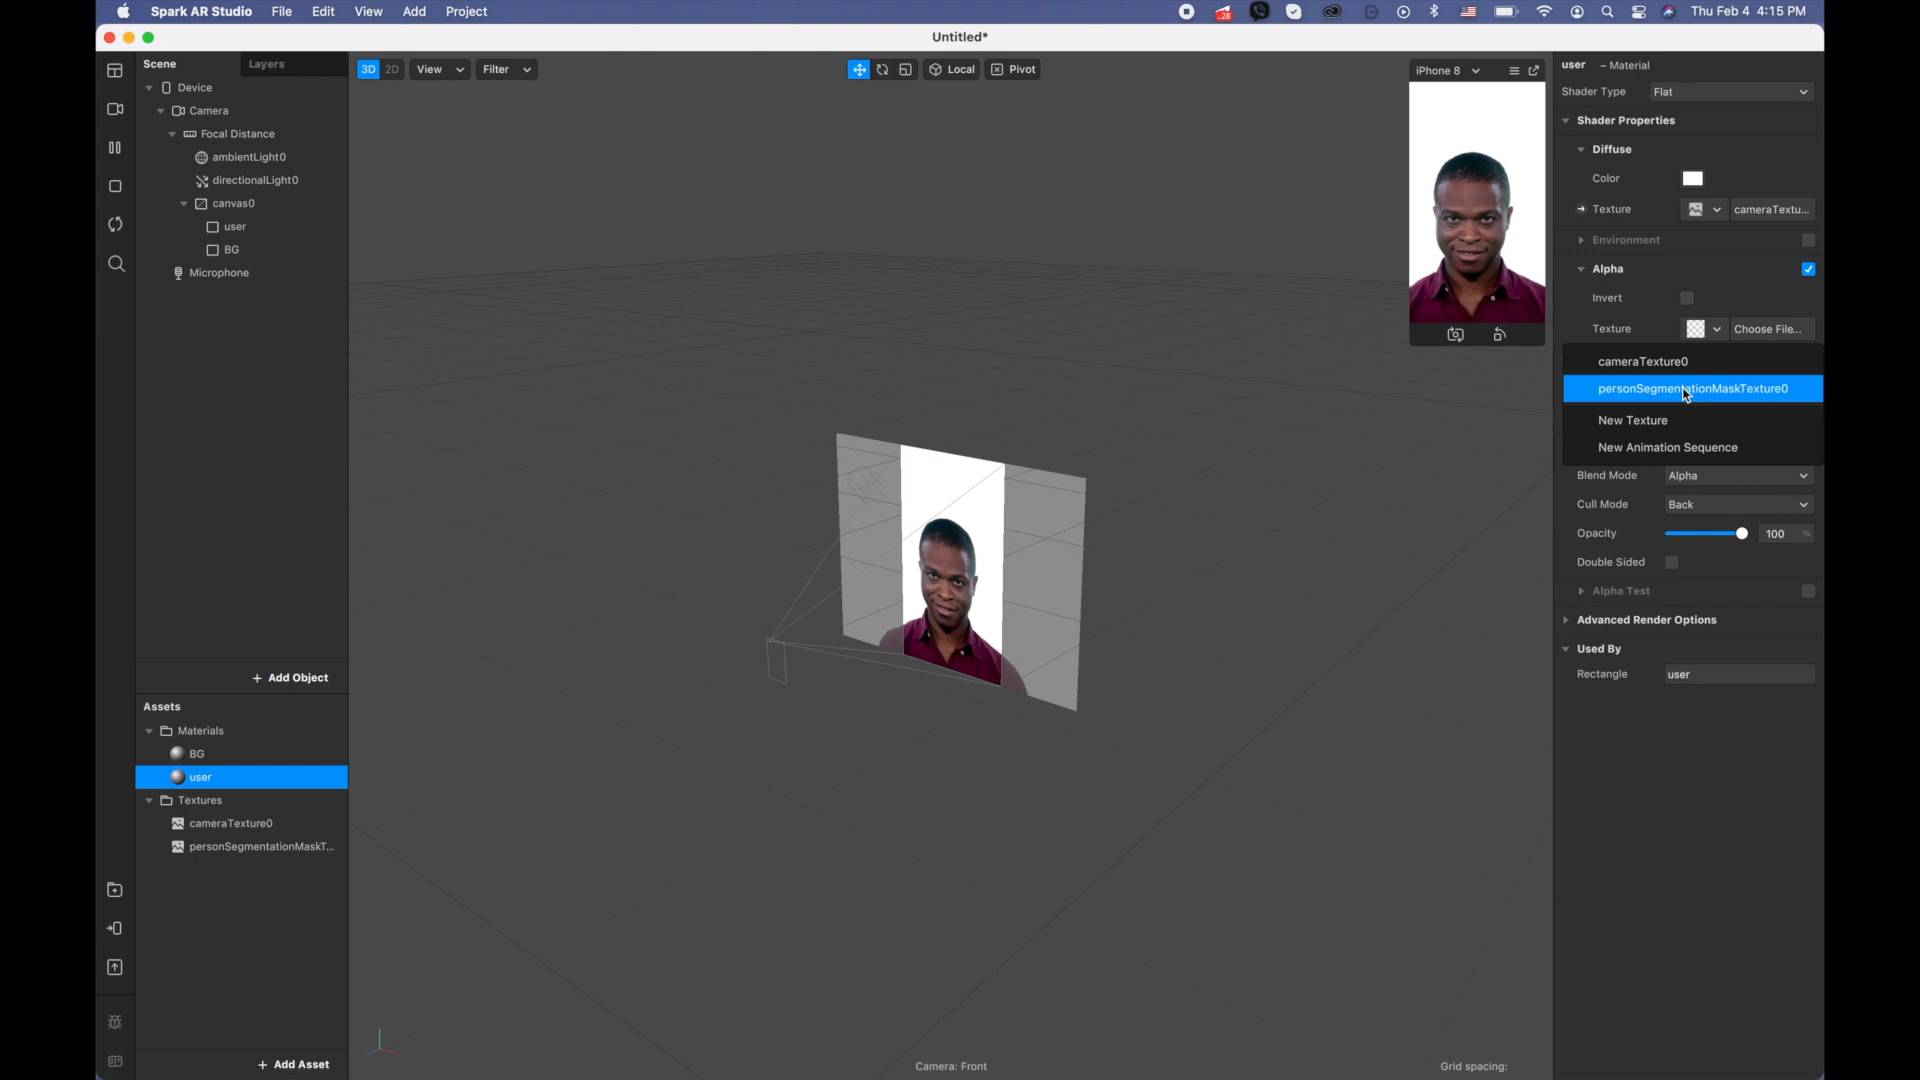 Spark AR Studio File Edit View Add Project
28
Thu Feb 4 4:15 PM
Untitled*
Scene
Layers
Device
Camera
Focal Distance
ambientLight0
directionalLight0
canvas0
user
BG
Microphone
+ Add Object
Assets
Materials
BG
user
Textures
cameraTexture0
personSegmentationMaskT...
+ Add Asset
3D 2D View Filter
Local Pivot
iPhone 8
Camera: Front
Grid spacing:
user – Material
Shader Type Flat
Shader Properties
Diffuse
Color
Texture cameraTextu...
Environment
Alpha
Invert
Texture Choose File...
cameraTexture0
personSegmentationMaskTexture0
New Texture
New Animation Sequence
Blend Mode Alpha
Cull Mode Back
Opacity 100 %
Double Sided
Alpha Test
Advanced Render Options
Used By
Rectangle user